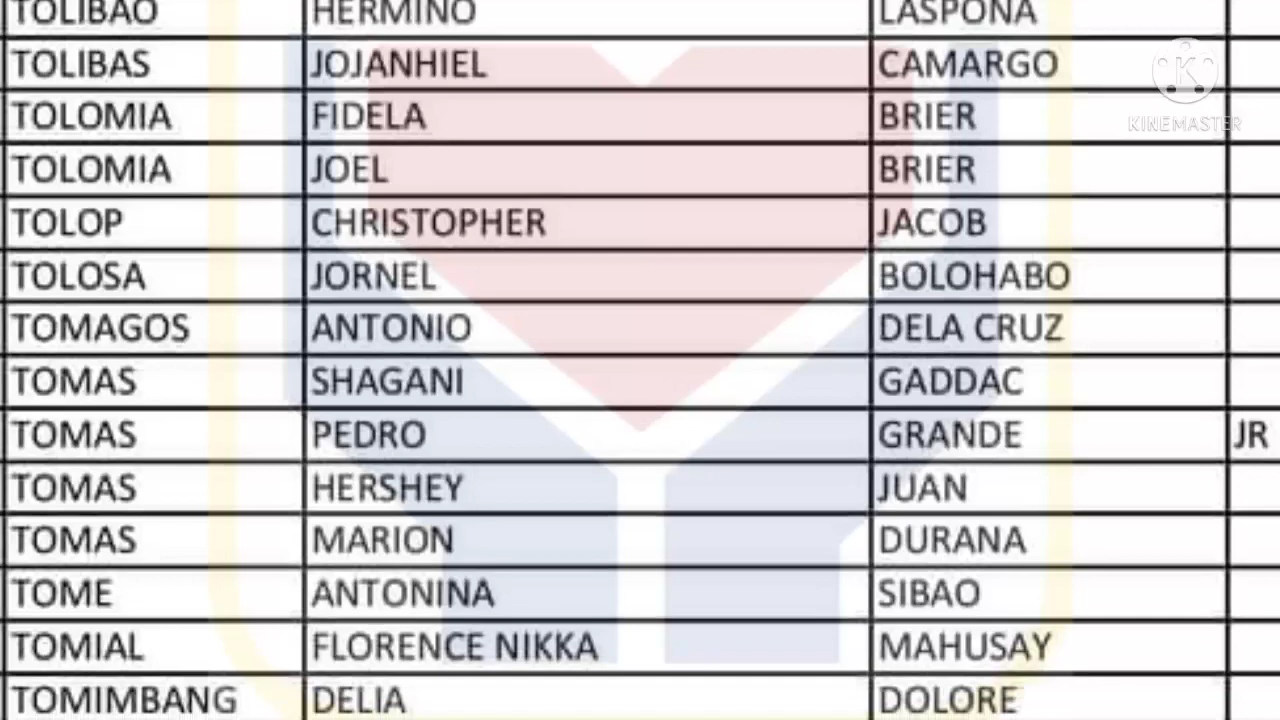 TOLIBAO HERMINO LASPONA
TOLIBAS JOJANHIEL CAMARGO
TOLOMIA FIDELA BRIER
TOLOMIA JOEL BRIER
TOLOP CHRISTOPHER JACOB
TOLOSA JORNEL BOLOHABO
TOMAGOS ANTONIO DELA CRUZ
TOMAS SHAGANI GADDAC
TOMAS PEDRO GRANDE JR
TOMAS HERSHEY JUAN
TOMAS MARION DURANA
TOME ANTONINA SIBAO
TOMIAL FLORENCE NIKKA MAHUSAY
TOMIMBANG DELIA DOLORE
K
KINEMASTER